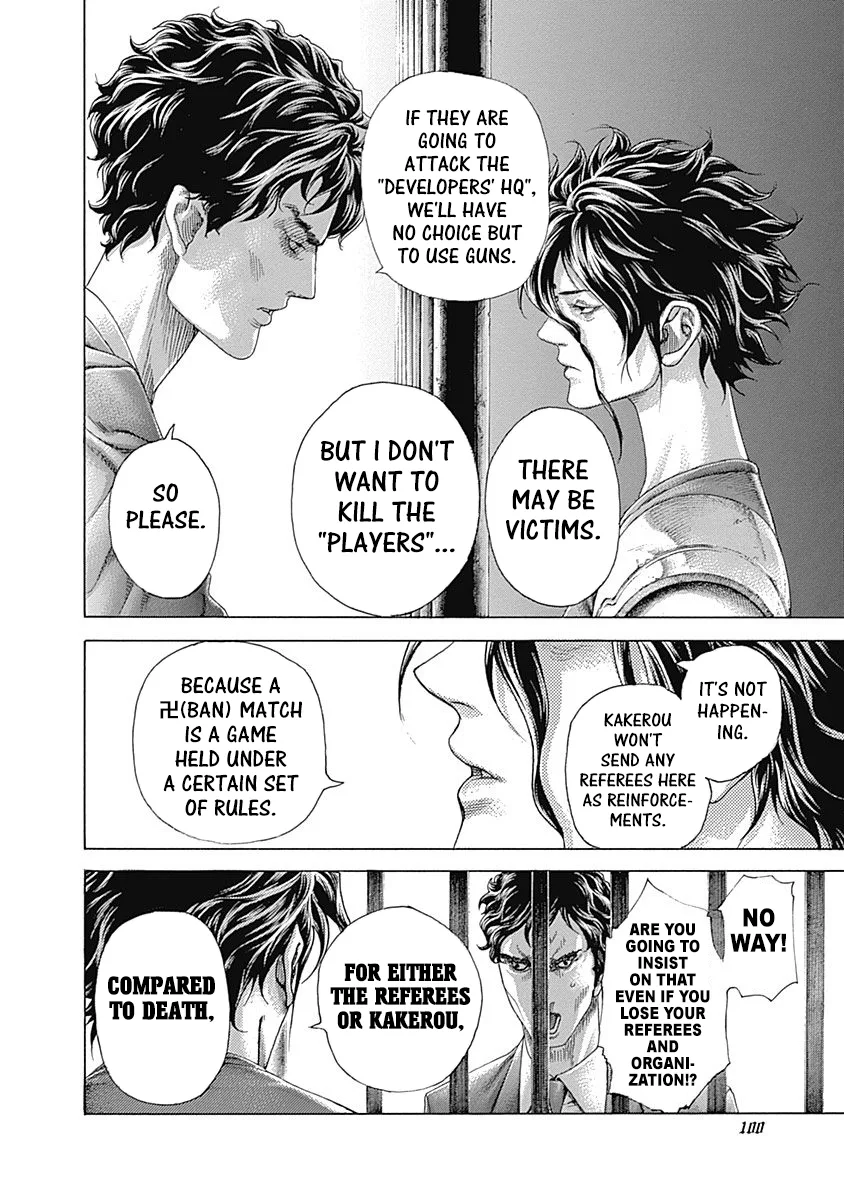 IF THEY ARE
GOING TO
ATTACK THE
"DEVELOPERS' HQ",
WE'LL HAVE
NO CHOICE BUT
TO USE GUNS.
THERE
MAY BE
VICTIMS.
BUT I DON'T
WANT TO
KILL THE
"PLAYERS"...
SO
PLEASE.
IT'S NOT
HAPPEN-
ING.
KAKEROU
WON'T
SEND ANY
REFEREES HERE
AS REINFORCE-
MENTS.
BECAUSE A
卍(BAN) MATCH
IS A GAME
HELD UNDER
A CERTAIN SET
OF RULES.
NO
WAY!
ARE YOU
GOING TO
INSIST
ON THAT
EVEN IF YOU
LOSE YOUR
REFEREES
AND
ORGANI-
ZATION!?
FOR EITHER
THE REFEREES
OR KAKEROU,
COMPARED
TO DEATH,
100